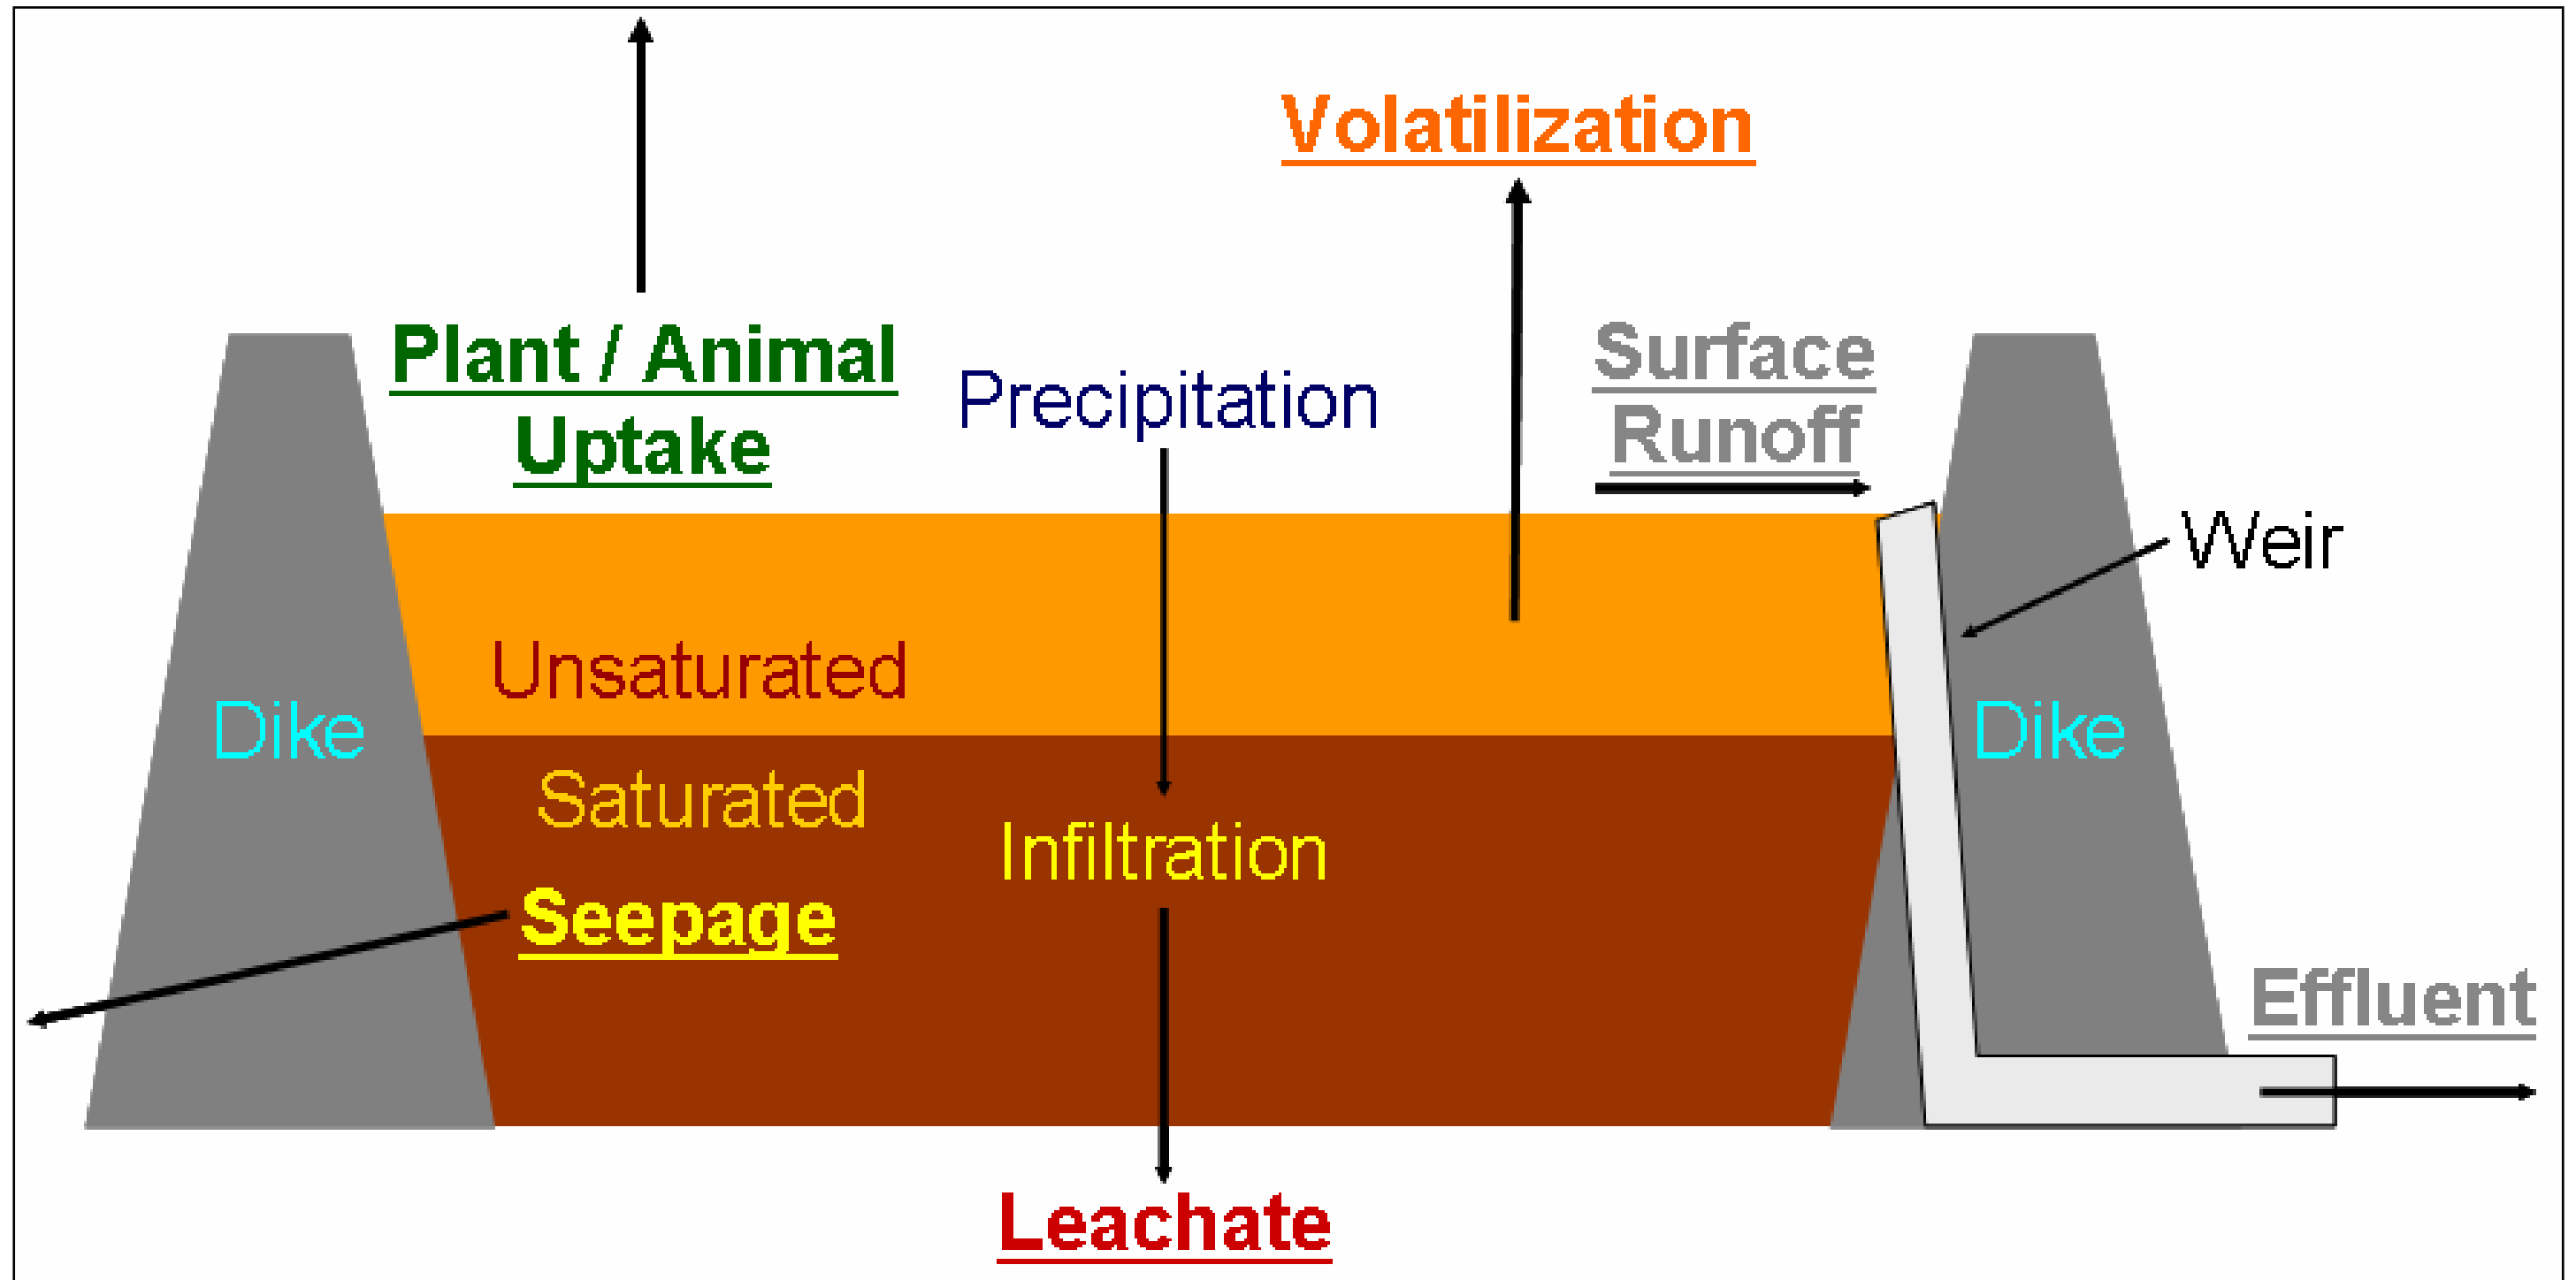 Volatilization
Plant / Animal
Uptake
Precipitation
Surface
Runoff
Weir
Unsaturated
Dike
Dike
Saturated
Infiltration
Seepage
Effluent
Leachate